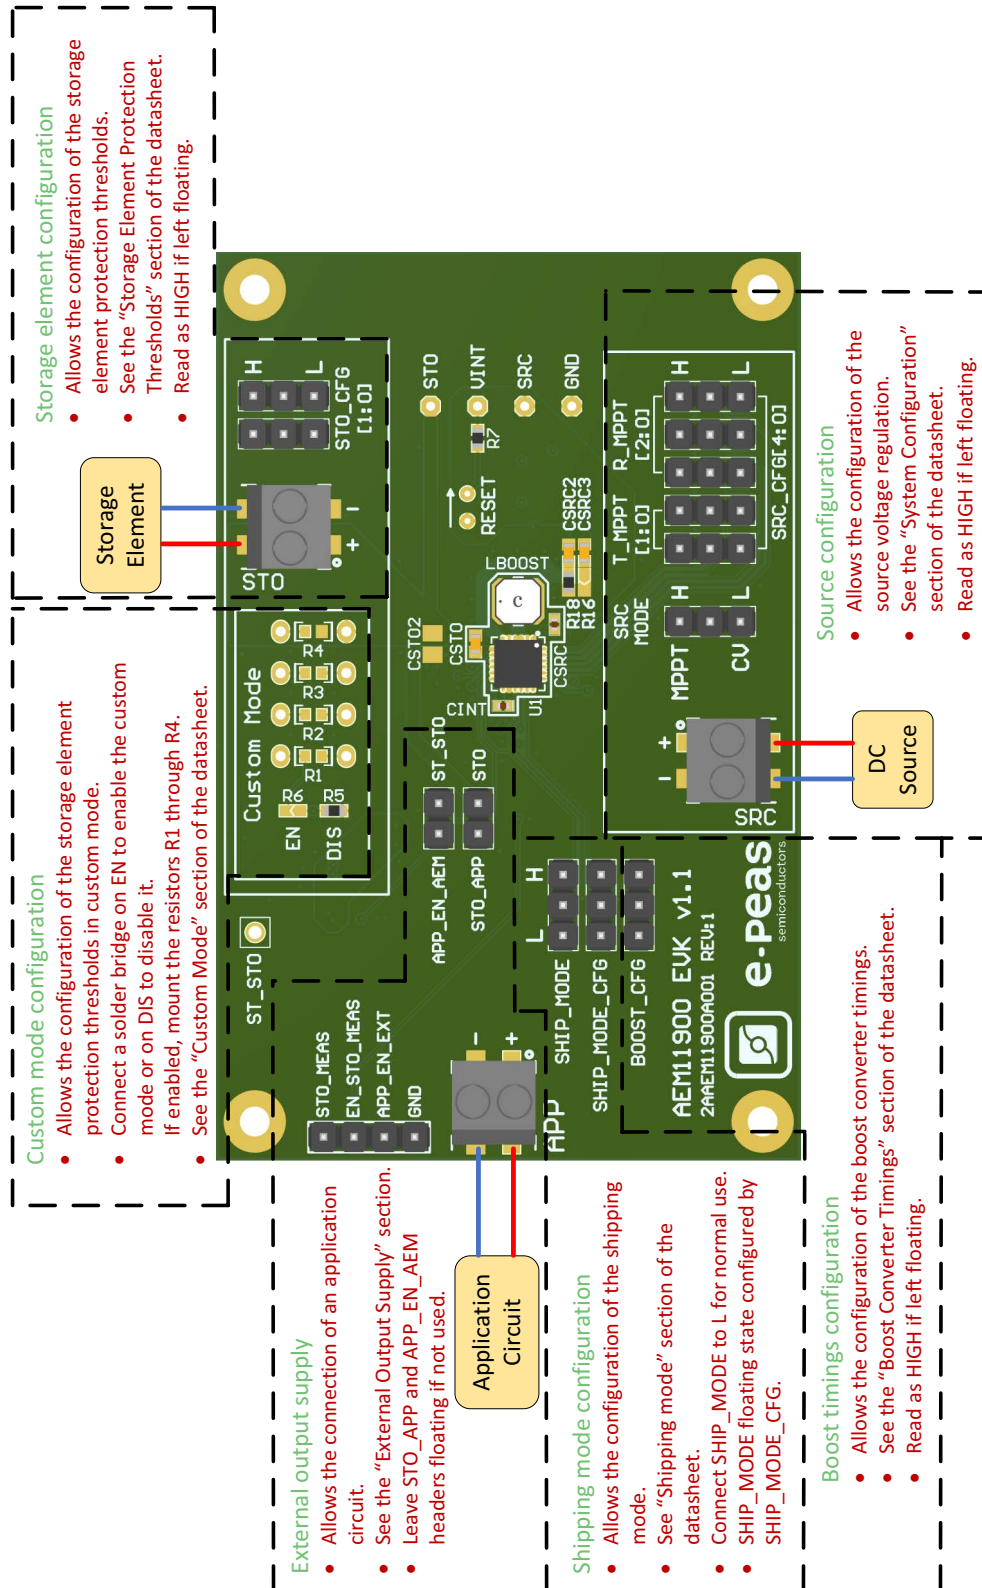 Custom mode configuration
• Allows the configuration of the storage element
protection thresholds in custom mode.
• Connect a solder bridge on EN to enable the custom
mode or on DIS to disable it.
• If enabled, mount the resistors R1 through R4.
• See the “Custom Mode” section of the datasheet.
Storage element configuration
• Allows the configuration of the storage
element protection thresholds.
• See the “Storage Element Protection
Thresholds” section of the datasheet.
• Read as HIGH if left floating.
Storage
Element
External output supply
• Allows the connection of an application
circuit.
• See the “External Output Supply” section.
• Leave STO_APP and APP_EN_AEM
headers floating if not used.
Application
Circuit
Shipping mode configuration
• Allows the configuration of the shipping
mode.
• See “Shipping mode” section of the
datasheet.
• Connect SHIP_MODE to L for normal use.
• SHIP_MODE floating state configured by
SHIP_MODE_CFG.
Boost timings configuration
• Allows the configuration of the boost converter timings.
• See the “Boost Converter Timings” section of the datasheet.
• Read as HIGH if left floating.
DC
Source
Source configuration
• Allows the configuration of the
source voltage regulation.
• See the “System Configuration”
section of the datasheet.
• Read as HIGH if left floating.
ST_STO
Custom Mode
EN
R6
DIS
R5
R1
R2
R3
R4
STO
+
-
H
L
STO_CFG
[1:0]
STO_MEAS
EN_STO_MEAS
APP_EN_EXT
GND
APP
-
+
APP_EN_AEM
ST_STO
STO_APP
STO
CSTO2
CSTO
LBOOST
C
CINT
U1
CSRC
RESET
R7
STO
VINT
SRC
GND
CSRC2
CSRC3
R18
R16
L
H
SHIP_MODE
SHIP_MODE_CFG
BOOST_CFG
AEM11900 EVK v1.1
2AAEM11900A001 REV:1
e-peas
semiconductors
SRC
-
+
SRC
MODE
MPPT
H
CV
L
T_MPPT
[1:0]
R_MPPT
[2:0]
H
L
SRC_CFG[4:0]